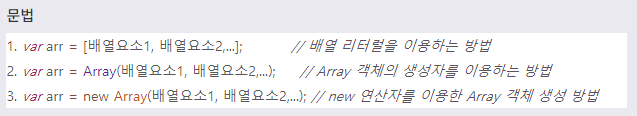 문법
1. var arr = [배열요소1, 배열요소2,...]; // 배열 리터럴을 이용하는 방법
2. var arr = Array(배열요소1, 배열요소2,...); // Array 객체의 생성자를 이용하는 방법
3. var arr = new Array(배열요소1, 배열요소2,...); // new 연산자를 이용한 Array 객체 생성 방법